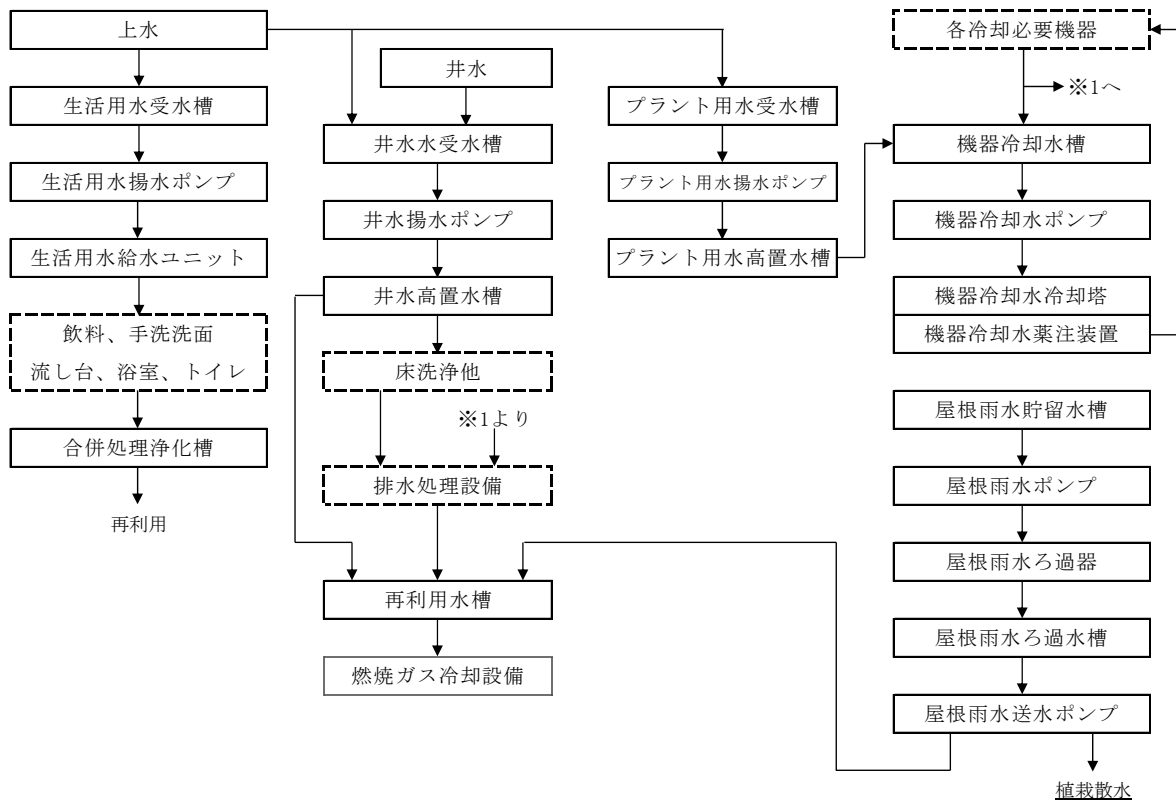 上水
生活用水受水槽
生活用水揚水ポンプ
生活用水給水ユニット
飲料、手洗洗面
流し台、浴室、トイレ
合併処理浄化槽
再利用
井水
井水水受水槽
井水揚水ポンプ
井水高置水槽
床洗浄他
※1より
排水処理設備
再利用水槽
燃焼ガス冷却設備
プラント用水受水槽
プラント用水揚水ポンプ
プラント用水高置水槽
各冷却必要機器
※1へ
機器冷却水槽
機器冷却水ポンプ
機器冷却水冷却塔
機器冷却水薬注装置
屋根雨水貯留水槽
屋根雨水ポンプ
屋根雨水ろ過器
屋根雨水ろ過水槽
屋根雨水送水ポンプ
植栽散水